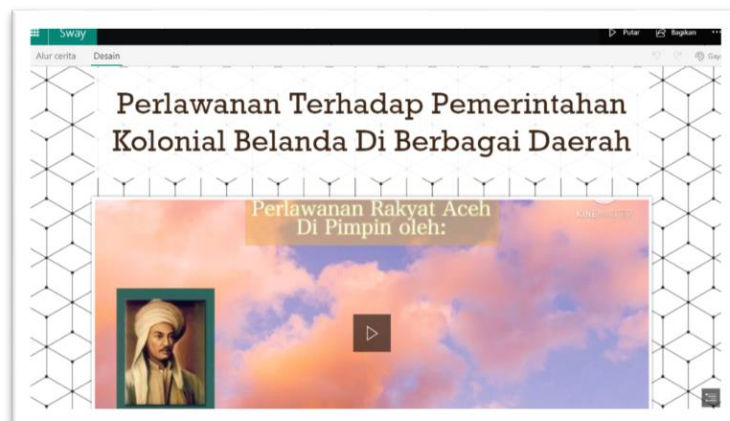 Sway
Putar
Bagikan
Alur cerita
Desain
Perlawanan Terhadap Pemerintahan
Kolonial Belanda Di Berbagai Daerah
Perlawanan Rakyat Aceh
Di Pimpin oleh: